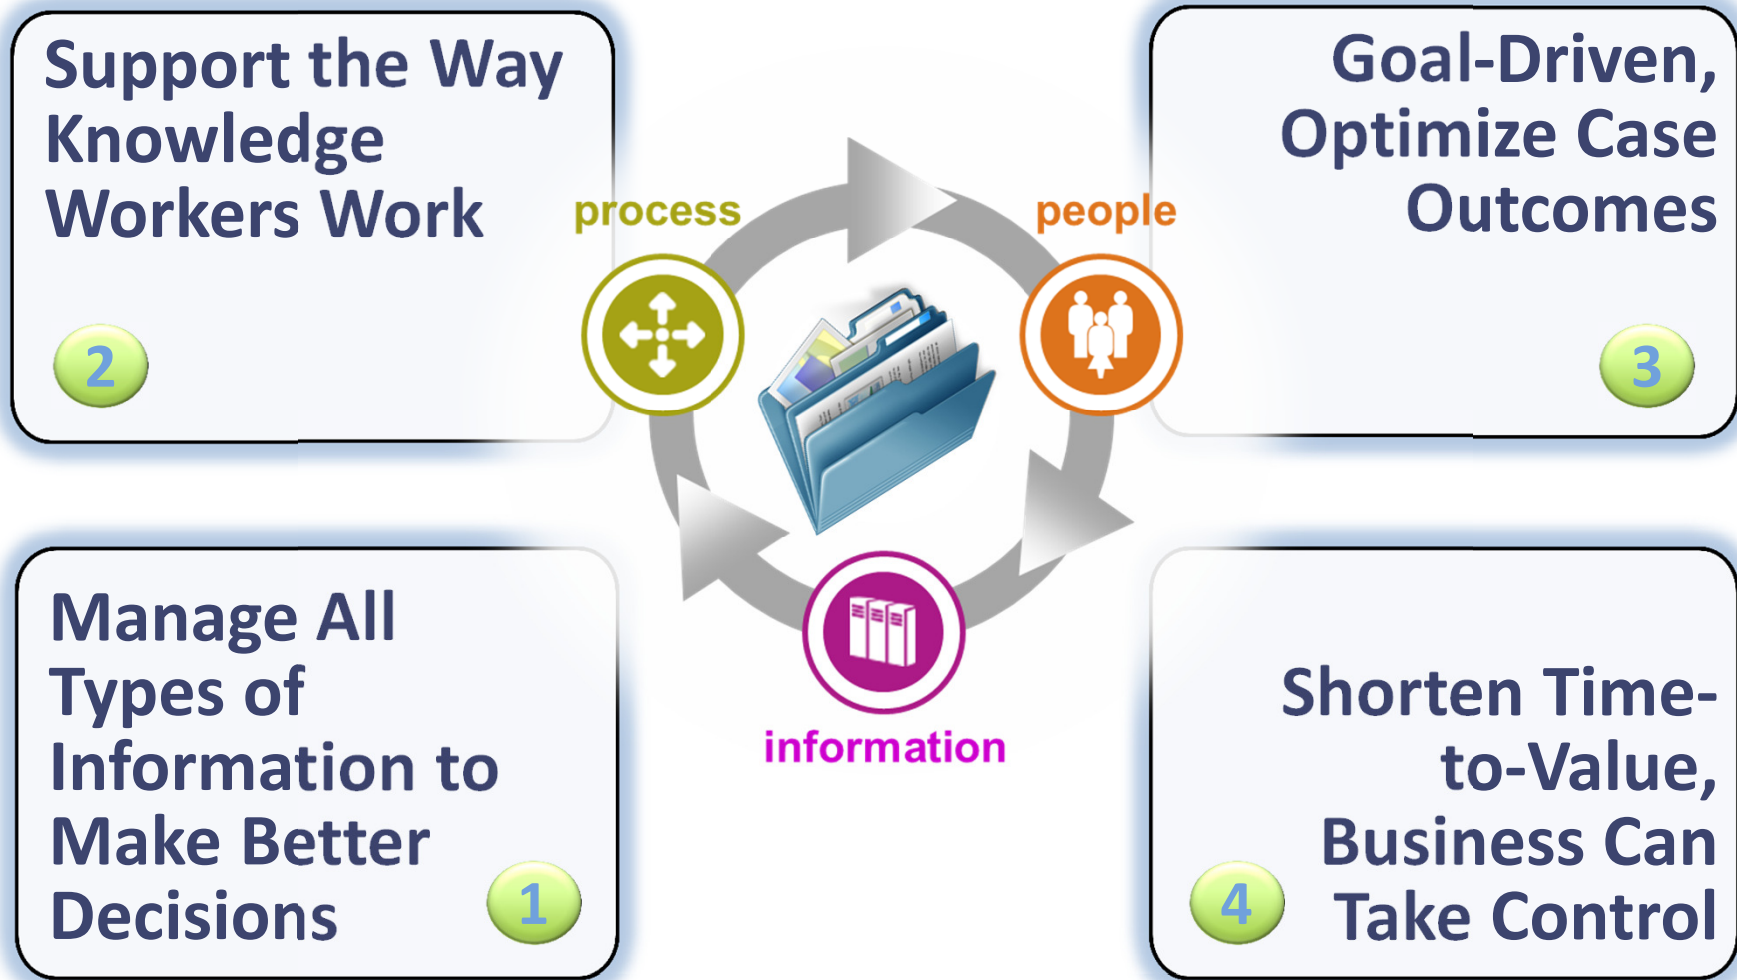 Support the Way
Knowledge
Workers Work
2
process
people
Goal-Driven,
Optimize Case
Outcomes
3
information
Manage All
Types of
Information to
Make Better
Decisions
1
Shorten Time-
to-Value,
Business Can
Take Control
4